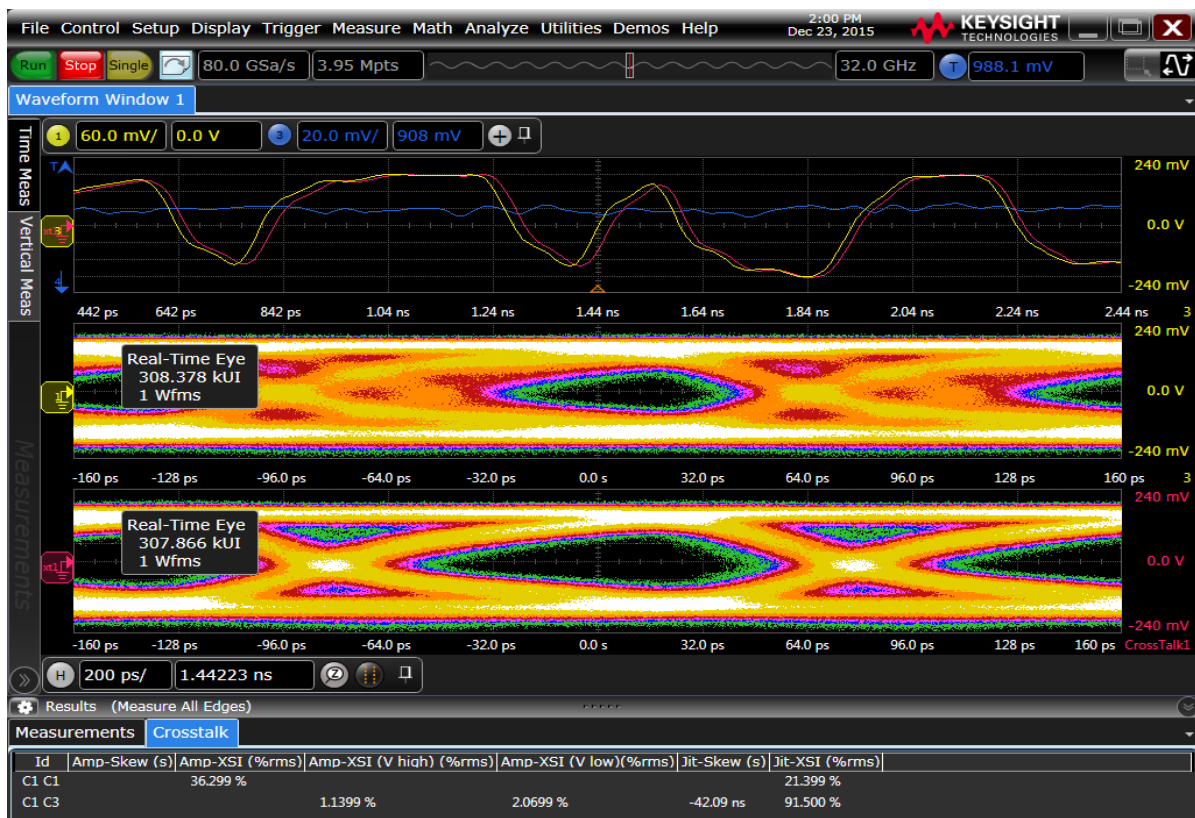 File Control Setup Display Trigger Measure Math Analyze Utilities Demos Help
2:00 PM
Dec 23, 2015
KEYSIGHT
TECHNOLOGIES
X
Run Stop Single 80.0 GSa/s 3.95 Mpts 32.0 GHz T 988.1 mV
Waveform Window 1
Time Meas
Vertical Meas
Measurements
1 60.0 mV/ 0.0 V 3 20.0 mV/ 908 mV
T
240 mV
0.0 V
-240 mV
442 ps 642 ps 842 ps 1.04 ns 1.24 ns 1.44 ns 1.64 ns 1.84 ns 2.04 ns 2.24 ns 2.44 ns 3
240 mV
Real-Time Eye
308.378 kUI
1 Wfms
0.0 V
-240 mV
-160 ps -128 ps -96.0 ps -64.0 ps -32.0 ps 0.0 s 32.0 ps 64.0 ps 96.0 ps 128 ps 160 ps 3
240 mV
Real-Time Eye
307.866 kUI
1 Wfms
xt1
0.0 V
-240 mV
-160 ps -128 ps -96.0 ps -64.0 ps -32.0 ps 0.0 s 32.0 ps 64.0 ps 96.0 ps 128 ps 160 ps CrossTalk1
H 200 ps/ 1.44223 ns Z
Results (Measure All Edges)
Measurements Crosstalk
Id Amp-Skew (s) Amp-XSI (%rms) Amp-XSI (V high) (%rms) Amp-XSI (V low)(%rms) Jit-Skew (s) Jit-XSI (%rms)
C1 C1 36.299 % 21.399 %
C1 C3 1.1399 % 2.0699 % -42.09 ns 91.500 %